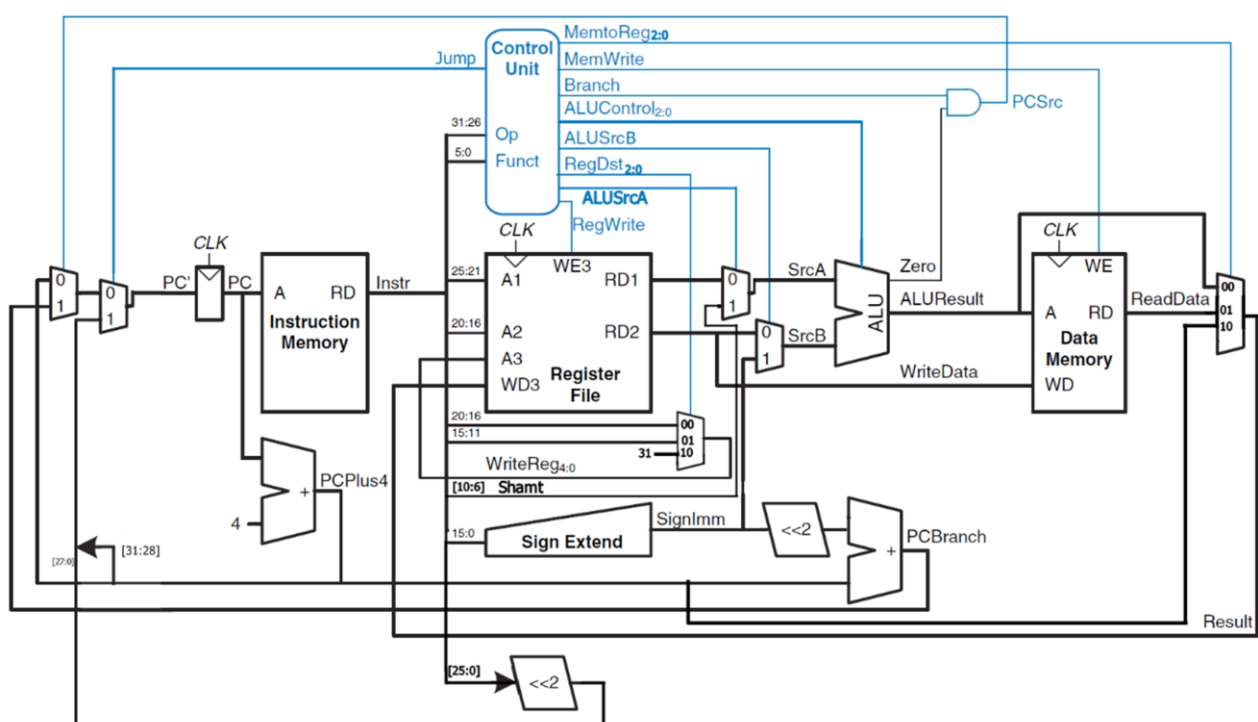 MemtoReg2:0
Control Unit
Jump
MemWrite
Branch
PCSrc
ALUControl2:0
31:26
Op
ALUSrcB
5:0
Funct
RegDst2:0
ALUSrcA
RegWrite
CLK
CLK
CLK
0
1
0
1
PC'
PC
A
RD
Instruction Memory
Instr
25:21
A1
WE3
RD1
0
1
SrcA
Zero
WE
00
01
10
20:16
A2
RD2
0
1
SrcB
ALU
ALUResult
A
RD
ReadData
Data Memory
A3
WD3
Register File
WriteData
WD
20:16
00
15:11
01
31
10
WriteReg4:0
PCPlus4
+
4
[10:6]
Shamt
15:0
Sign Extend
SignImm
<<2
PCBranch
+
[31:28]
[27:0]
Result
[25:0]
<<2